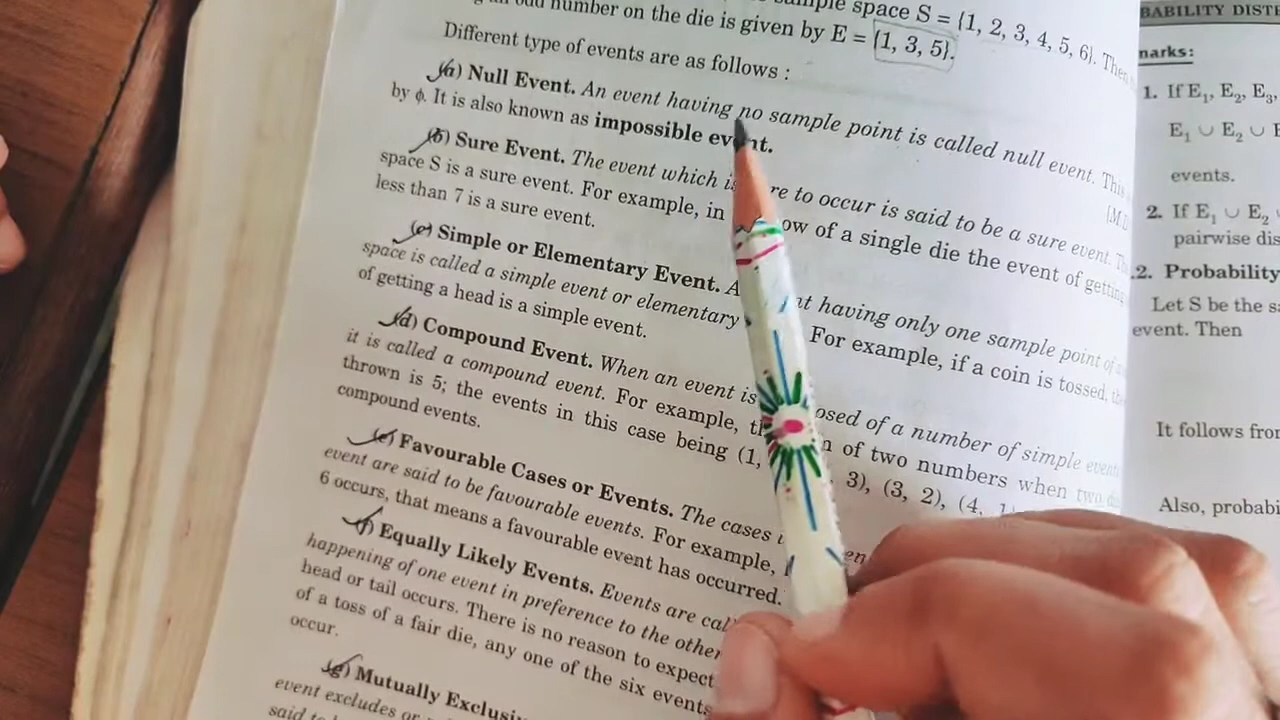 sample space S = {1, 2, 3, 4, 5, 6}. Then
number on the die is given by E = {1, 3, 5}.
Different type of events are as follows :
(a) Null Event. An event having no sample point is called null event. This
by ϕ. It is also known as impossible event.
(b) Sure Event. The event which is sure to occur is said to be a sure event.
space S is a sure event. For example, in ow of a single die the event of getting
less than 7 is a sure event.
(c) Simple or Elementary Event. A nt having only one sample point of
space is called a simple event or elementary For example, if a coin is tossed,
of getting a head is a simple event.
(d) Compound Event. When an event is osed of a number of simple events
it is called a compound event. For example, n of two numbers when two
thrown is 5; the events in this case being (1, 3), (3, 2), (4, 1
compound events.
(e) Favourable Cases or Events. The cases
event are said to be favourable events. For example,
6 occurs, that means a favourable event has occurred.
(f) Equally Likely Events. Events are cal
happening of one event in preference to the other
head or tail occurs. There is no reason to expect
of a toss of a fair die, any one of the six events
occur.
(g) Mutually Exclusi
event excludes or
said to
BABILITY DISTR
marks:
1. If E₁, E₂, E₃,
E₁ ∪ E₂ ∪ E
events.
2. If E₁ ∪ E₂
pairwise dis
.2. Probability
Let S be the s
event. Then
It follows from
Also, probabi